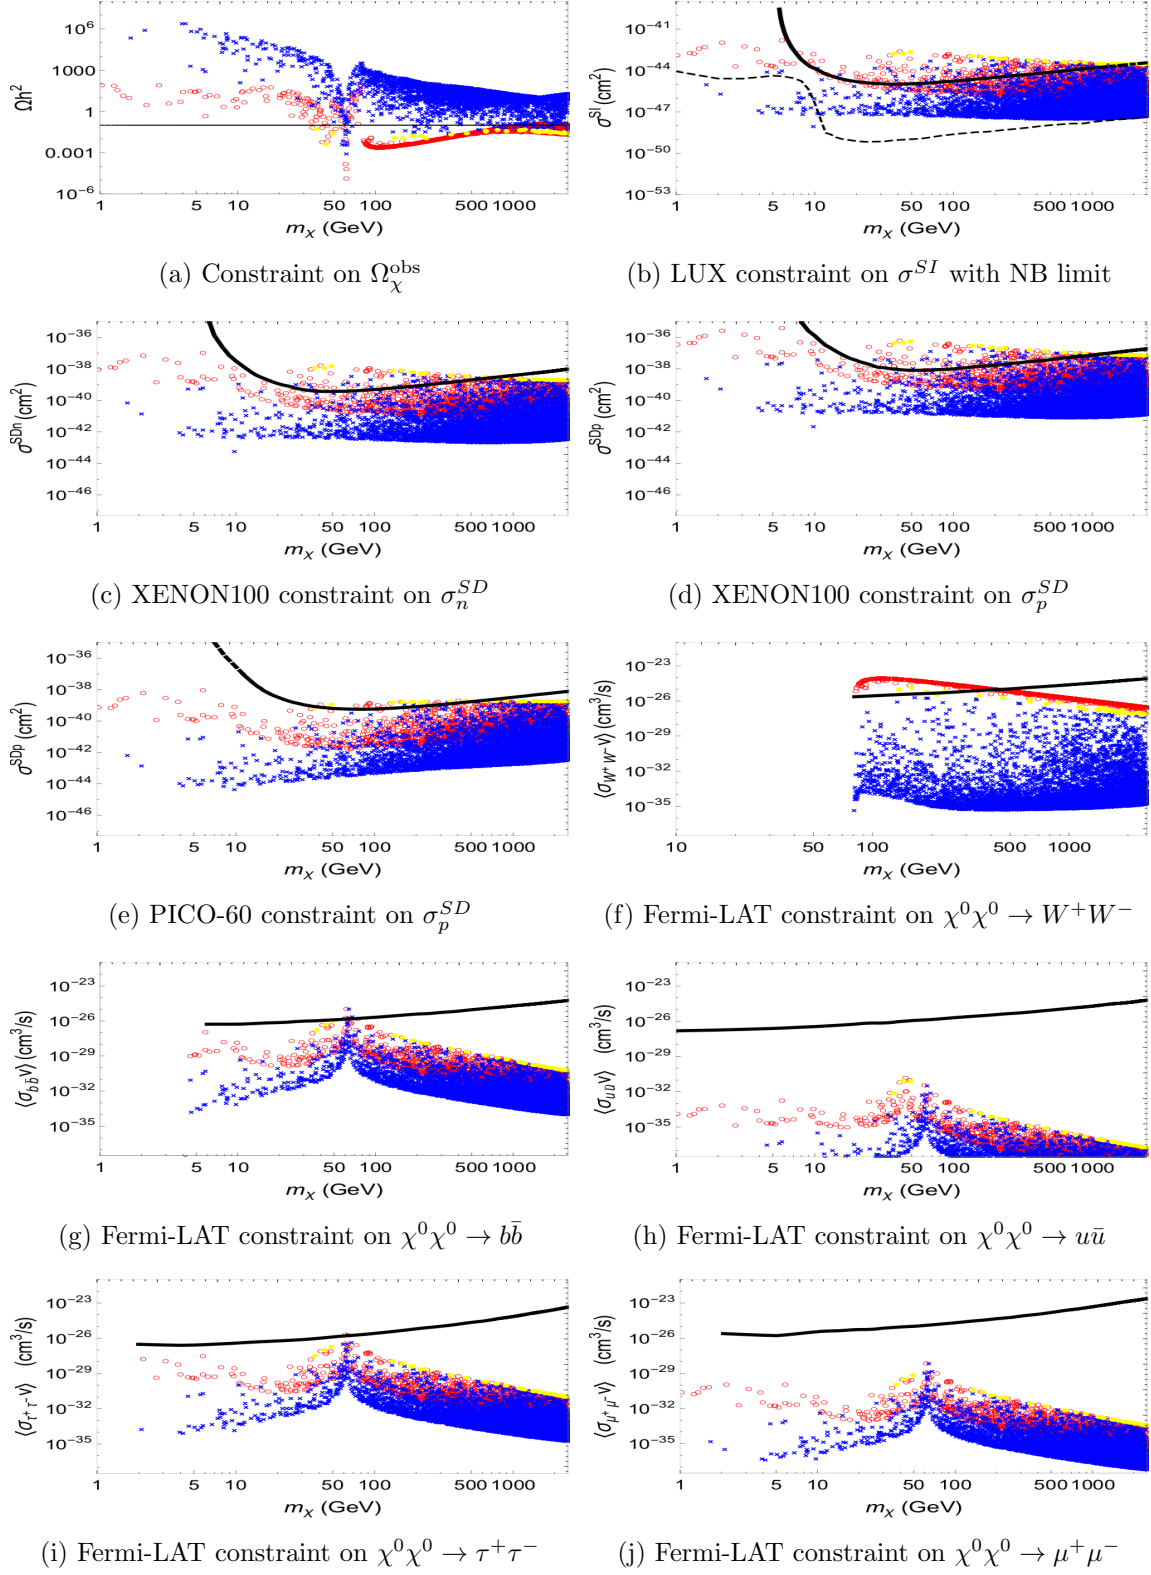 10^6
1000
1
0.001
10^-6
Ωh^2
1 5 10 50 100 500 1000
m_χ (GeV)
(a) Constraint on Ω_χ^obs
10^-41
10^-44
10^-47
10^-50
10^-53
σ^SI (cm^2)
1 5 10 50 100 500 1000
m_χ (GeV)
(b) LUX constraint on σ^SI with NB limit
10^-36
10^-38
10^-40
10^-42
10^-44
10^-46
σ^SDn (cm^2)
1 5 10 50 100 500 1000
m_χ (GeV)
(c) XENON100 constraint on σ_n^SD
10^-36
10^-38
10^-40
10^-42
10^-44
10^-46
σ^SDp (cm^2)
1 5 10 50 100 500 1000
m_χ (GeV)
(d) XENON100 constraint on σ_p^SD
10^-36
10^-38
10^-40
10^-42
10^-44
10^-46
σ^SDp (cm^2)
1 5 10 50 100 500 1000
m_χ (GeV)
(e) PICO-60 constraint on σ_p^SD
10^-23
10^-26
10^-29
10^-32
10^-35
⟨σ_W^+ W^- v⟩ (cm^3/s)
10 50 100 500 1000
m_χ (GeV)
(f) Fermi-LAT constraint on χ^0χ^0 → W^+W^-
10^-23
10^-26
10^-29
10^-32
10^-35
⟨σ_b b̄ v⟩ (cm^3/s)
1 5 10 50 100 500 1000
m_χ (GeV)
(g) Fermi-LAT constraint on χ^0χ^0 → bb̄
10^-23
10^-26
10^-29
10^-32
10^-35
⟨σ_u ū v⟩ (cm^3/s)
1 5 10 50 100 500 1000
m_χ (GeV)
(h) Fermi-LAT constraint on χ^0χ^0 → uū
10^-23
10^-26
10^-29
10^-32
10^-35
⟨σ_τ^+ τ^- v⟩ (cm^3/s)
1 5 10 50 100 500 1000
m_χ (GeV)
(i) Fermi-LAT constraint on χ^0χ^0 → τ^+τ^-
10^-23
10^-26
10^-29
10^-32
10^-35
⟨σ_μ^+ μ^- v⟩ (cm^3/s)
1 5 10 50 100 500 1000
m_χ (GeV)
(j) Fermi-LAT constraint on χ^0χ^0 → μ^+μ^-